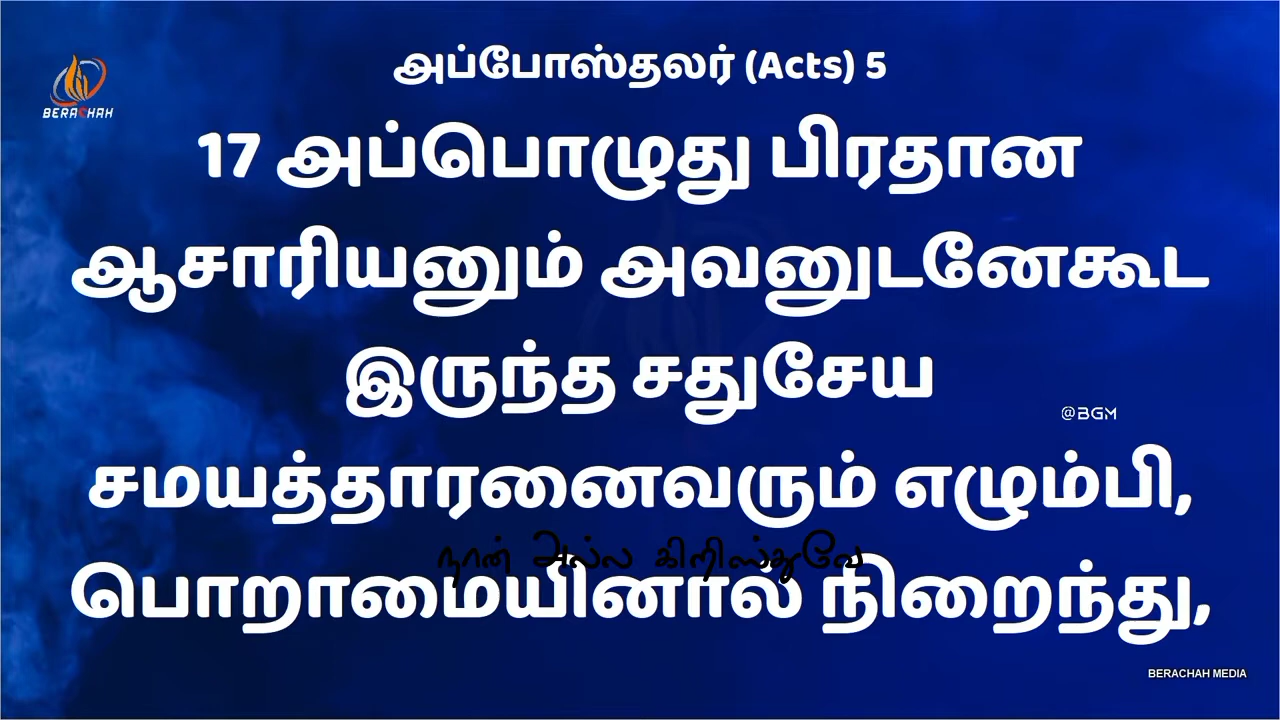 அப்போஸ்தலர் (Acts) 5
BERACHAH
17 அப்பொழுது பிரதான
ஆசாரியனும் அவனுடனேகூட
இருந்த சதுசேய
@BGM
சமயத்தாரனைவரும் எழும்பி,
நான் அல்ல கிறிஸ்துவே
பொறாமையினால் நிறைந்து,
BERACHAH MEDIA